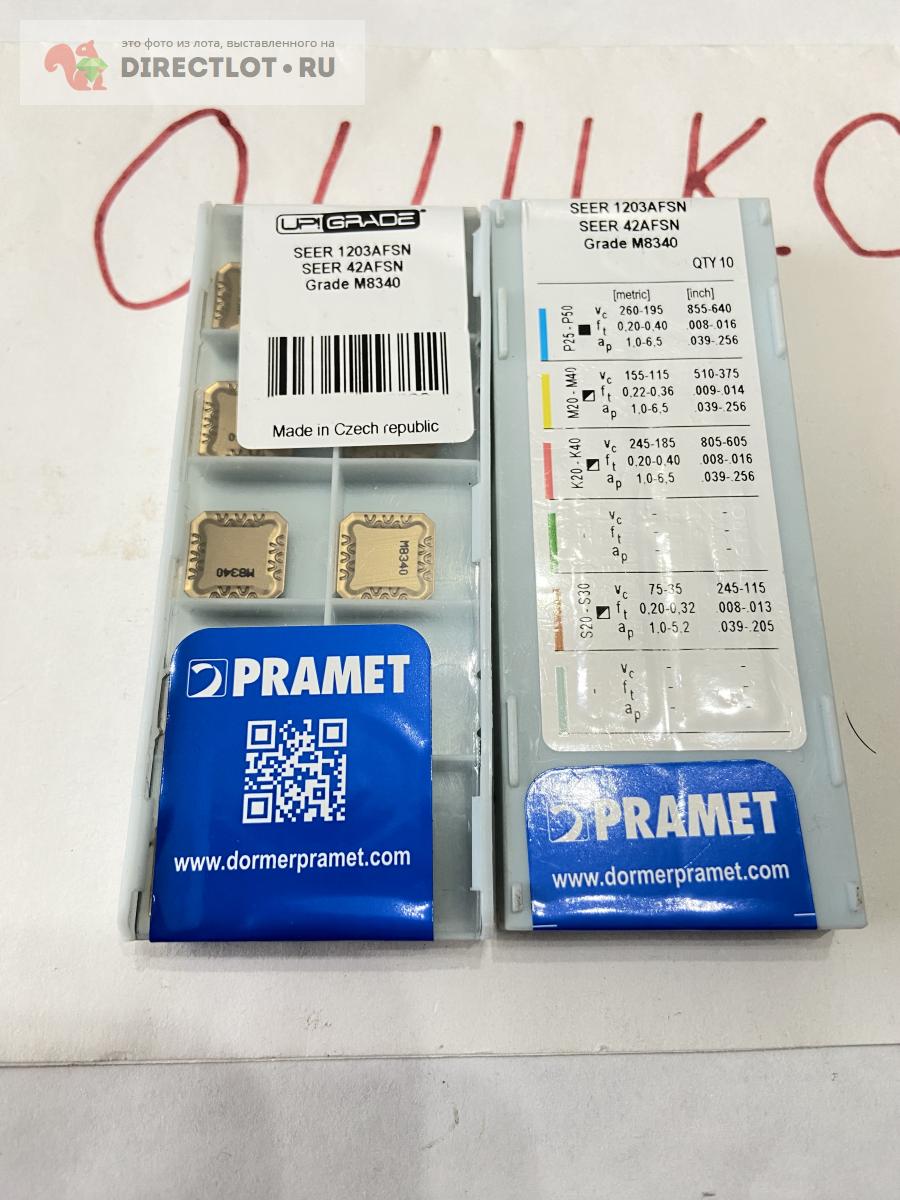 это фото из лота, выставленного на
DIRECTLOT.RU
UP!GRADE
SEER 1203AFSN
SEER 42AFSN
Grade M8340
Made in Czech republic
M8340
M8340
PRAMET
www.dormerpramet.com
SEER 1203AFSN
SEER 42AFSN
Grade M8340
QTY 10
[metric] [inch]
P25 - P50
vc 260-195 855-640
ft 0,20-0,40 .008-.016
ap 1,0-6,5 .039-.256
M20 - M40
vc 155-115 510-375
ft 0,22-0,36 .009-.014
ap 1,0-6,5 .039-.256
K20 - K40
vc 245-185 805-605
ft 0,20-0,40 .008-.016
ap 1,0-6,5 .039-.256
vc - -
ft - -
ap - -
S20 - S30
vc 75-35 245-115
ft 0,20-0,32 .008-.013
ap 1,0-5,2 .039-.205
vc - -
ft - -
ap - -
PRAMET
www.dormerpramet.com